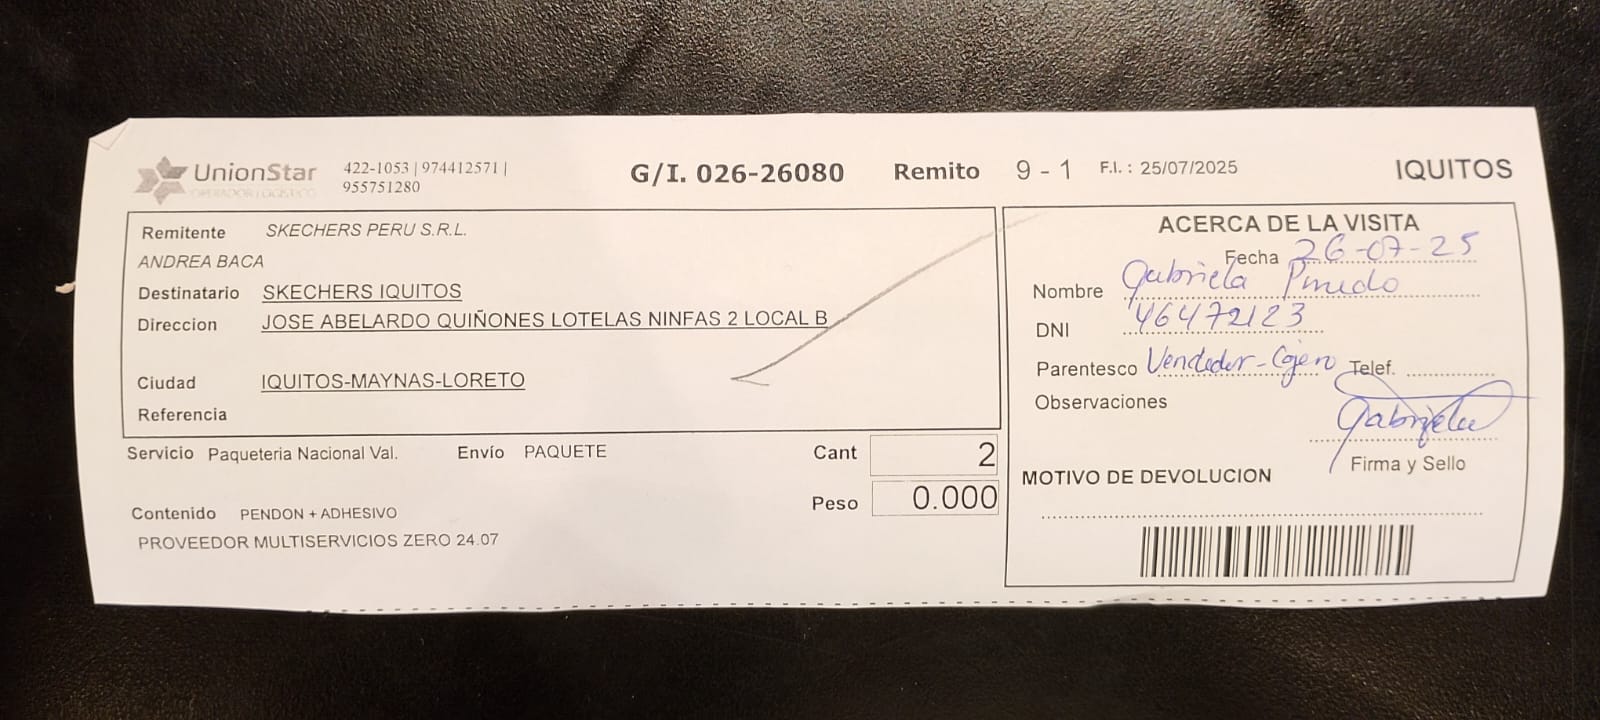 UnionStar
OPERADOR LOGISTICO
422-1053 | 974412571 |
955751280
G/I. 026-26080
Remito 9 - 1
F.I. : 25/07/2025
IQUITOS
Remitente SKECHERS PERU S.R.L.
ANDREA BACA
Destinatario SKECHERS IQUITOS
Direccion JOSE ABELARDO QUIÑONES LOTELAS NINFAS 2 LOCAL B
Ciudad IQUITOS-MAYNAS-LORETO
Referencia
Servicio Paqueteria Nacional Val. Envío PAQUETE
Cant 2
Peso 0.000
Contenido PENDON + ADHESIVO
PROVEEDOR MULTISERVICIOS ZERO 24.07
ACERCA DE LA VISITA
Fecha 26-07-25
Nombre Gabriela Pinedo
DNI 46472123
Parentesco Vendedor - Cajero Telef.
Observaciones
Gabriela
Firma y Sello
MOTIVO DE DEVOLUCION